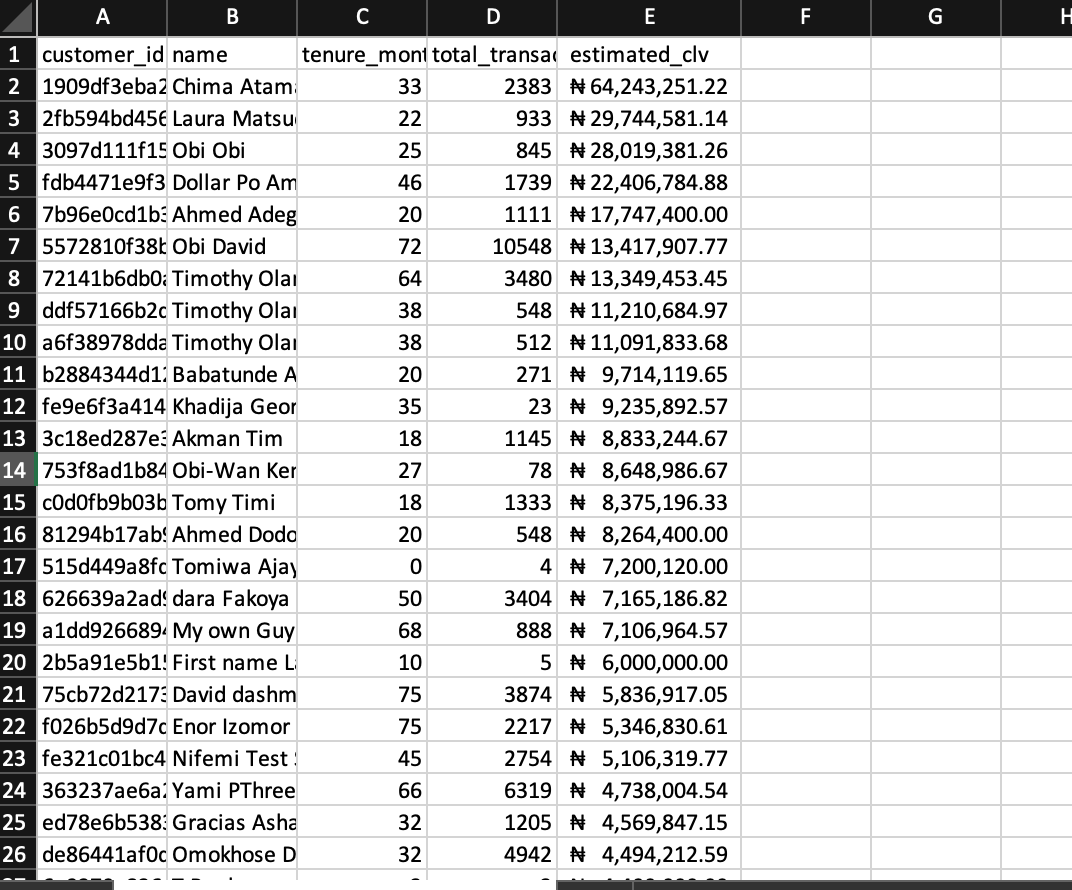 A B C D E F G H
1 customer_id name tenure_mont total_transac estimated_clv
2 1909df3eba2 Chima Atam 33 2383 ₦ 64,243,251.22
3 2fb594bd456 Laura Matsu 22 933 ₦ 29,744,581.14
4 3097d111f15 Obi Obi 25 845 ₦ 28,019,381.26
5 fdb4471e9f3 Dollar Po Am 46 1739 ₦ 22,406,784.88
6 7b96e0cd1b3 Ahmed Adeg 20 1111 ₦ 17,747,400.00
7 5572810f38b Obi David 72 10548 ₦ 13,417,907.77
8 72141b6db0 Timothy Olar 64 3480 ₦ 13,349,453.45
9 ddf57166b2c Timothy Olar 38 548 ₦ 11,210,684.97
10 a6f38978dda Timothy Olar 38 512 ₦ 11,091,833.68
11 b2884344d1 Babatunde A 20 271 ₦ 9,714,119.65
12 fe9e6f3a414 Khadija Geor 35 23 ₦ 9,235,892.57
13 3c18ed287e3 Akman Tim 18 1145 ₦ 8,833,244.67
14 753f8ad1b84 Obi-Wan Ker 27 78 ₦ 8,648,986.67
15 c0d0fb9b03b Tomy Timi 18 1333 ₦ 8,375,196.33
16 81294b17ab Ahmed Dodo 20 548 ₦ 8,264,400.00
17 515d449a8fc Tomiwa Ajay 0 4 ₦ 7,200,120.00
18 626639a2ad dara Fakoya 50 3404 ₦ 7,165,186.82
19 a1dd9266894 My own Guy 68 888 ₦ 7,106,964.57
20 2b5a91e5b1 First name L 10 5 ₦ 6,000,000.00
21 75cb72d2173 David dashm 75 3874 ₦ 5,836,917.05
22 f026b5d9d7c Enor Izomor 75 2217 ₦ 5,346,830.61
23 fe321c01bc4 Nifemi Test 45 2754 ₦ 5,106,319.77
24 363237ae6a Yami PThree 66 6319 ₦ 4,738,004.54
25 ed78e6b538 Gracias Asha 32 1205 ₦ 4,569,847.15
26 de86441af0c Omokhose D 32 4942 ₦ 4,494,212.59